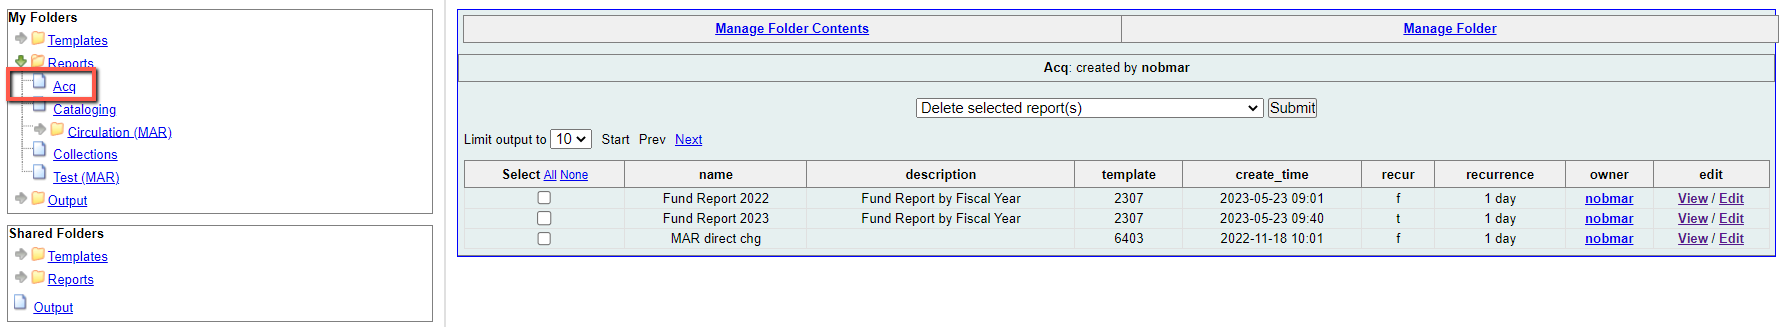 My Folders
Templates
Reports
Acq
Cataloging
Circulation (MAR)
Collections
Test (MAR)
Output
Shared Folders
Templates
Reports
Output
Manage Folder Contents Manage Folder
Acq: created by nobmar
Delete selected report(s) Submit
Limit output to 10 Start Prev Next
Select All None name description template create_time recur recurrence owner edit
Fund Report 2022 Fund Report by Fiscal Year 2307 2023-05-23 09:01 f 1 day nobmar View / Edit
Fund Report 2023 Fund Report by Fiscal Year 2307 2023-05-23 09:40 t 1 day nobmar View / Edit
MAR direct chg 6403 2022-11-18 10:01 f 1 day nobmar View / Edit